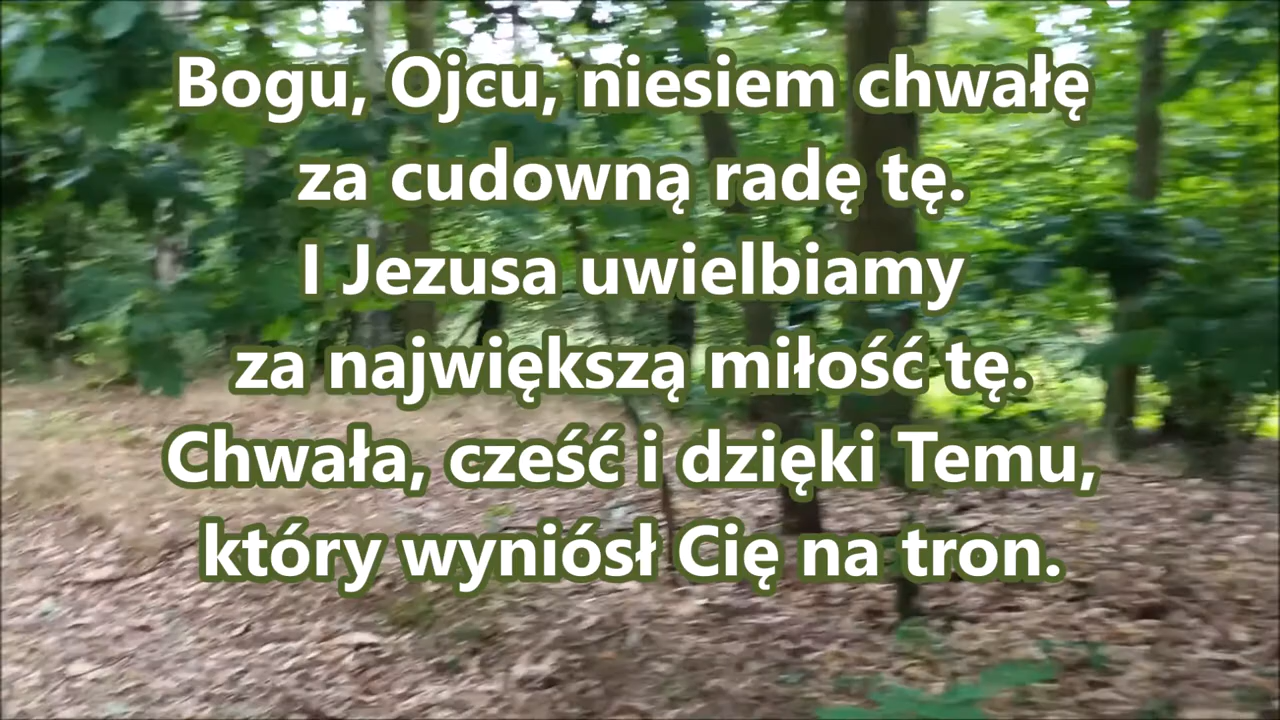 Bogu, Ojcu, niesiem chwałę
za cudowną radę tę.
I Jezusa uwielbiamy
za największą miłość tę.
Chwała, cześć i dzięki Temu,
który wyniósł Cię na tron.